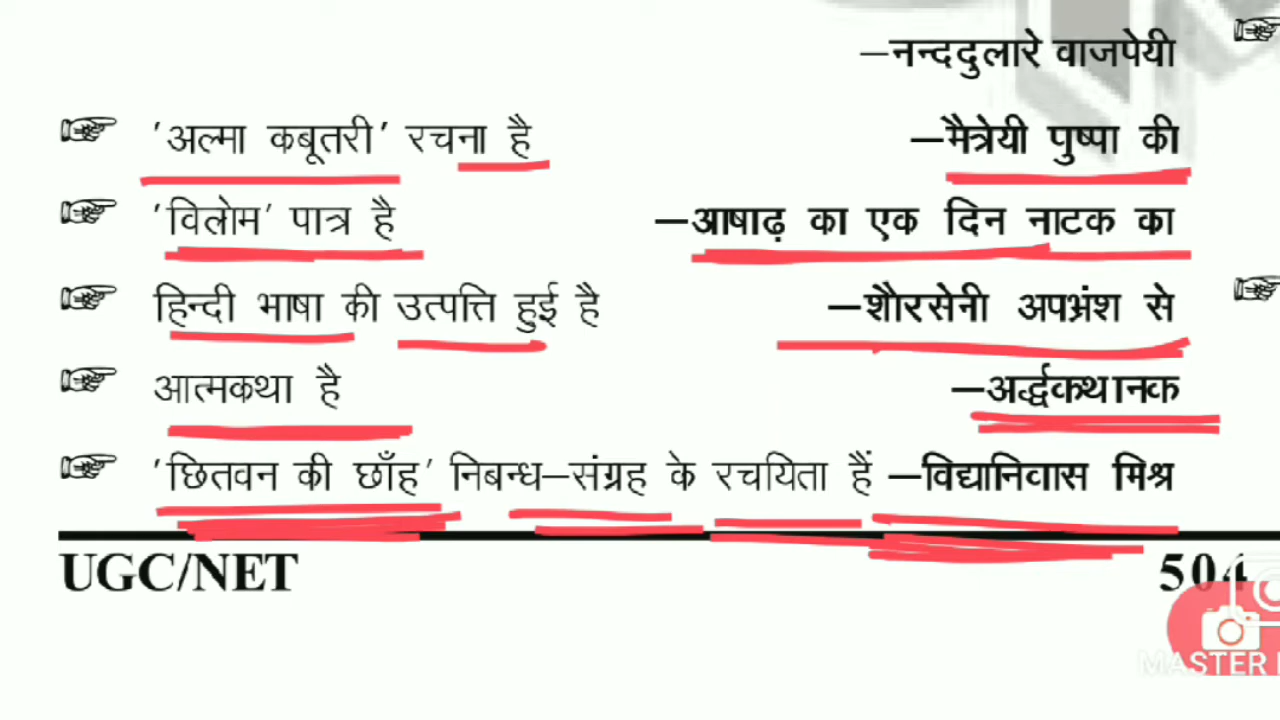 –नन्ददुलारे वाजपेयी
'अल्मा कबूतरी' रचना है –मैत्रेयी पुष्पा की
'विलोम' पात्र है –आषाढ़ का एक दिन नाटक का
हिन्दी भाषा की उत्पत्ति हुई है –शौरसेनी अपभ्रंश से
आत्मकथा है –अर्द्धकथानक
'छितवन की छाँह' निबन्ध–संग्रह के रचयिता हैं –विद्यानिवास मिश्र
UGC/NET 504
MASTER